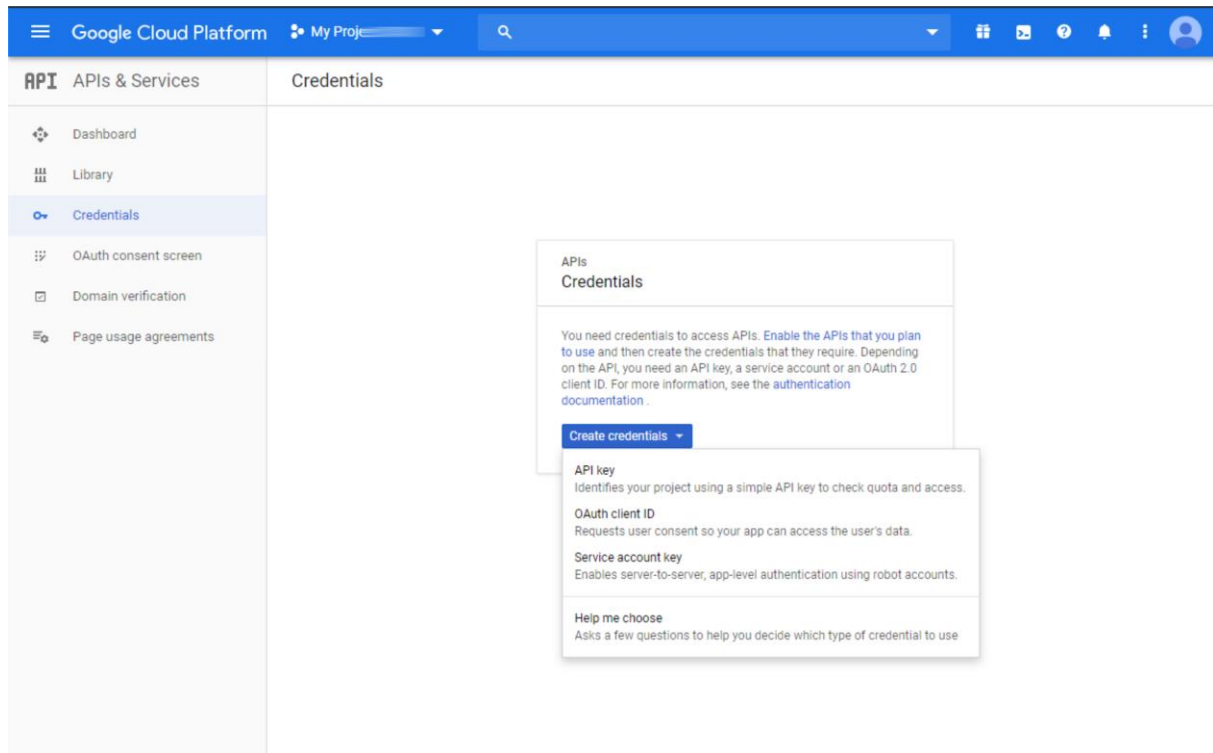 Google Cloud Platform
My Proje
API APIs & Services
Credentials
Dashboard
Library
Credentials
OAuth consent screen
Domain verification
Page usage agreements
APIs
Credentials
You need credentials to access APIs. Enable the APIs that you plan
to use and then create the credentials that they require. Depending
on the API, you need an API key, a service account or an OAuth 2.0
client ID. For more information, see the authentication
documentation .
Create credentials
API key
Identifies your project using a simple API key to check quota and access.
OAuth client ID
Requests user consent so your app can access the user's data.
Service account key
Enables server-to-server, app-level authentication using robot accounts.
Help me choose
Asks a few questions to help you decide which type of credential to use